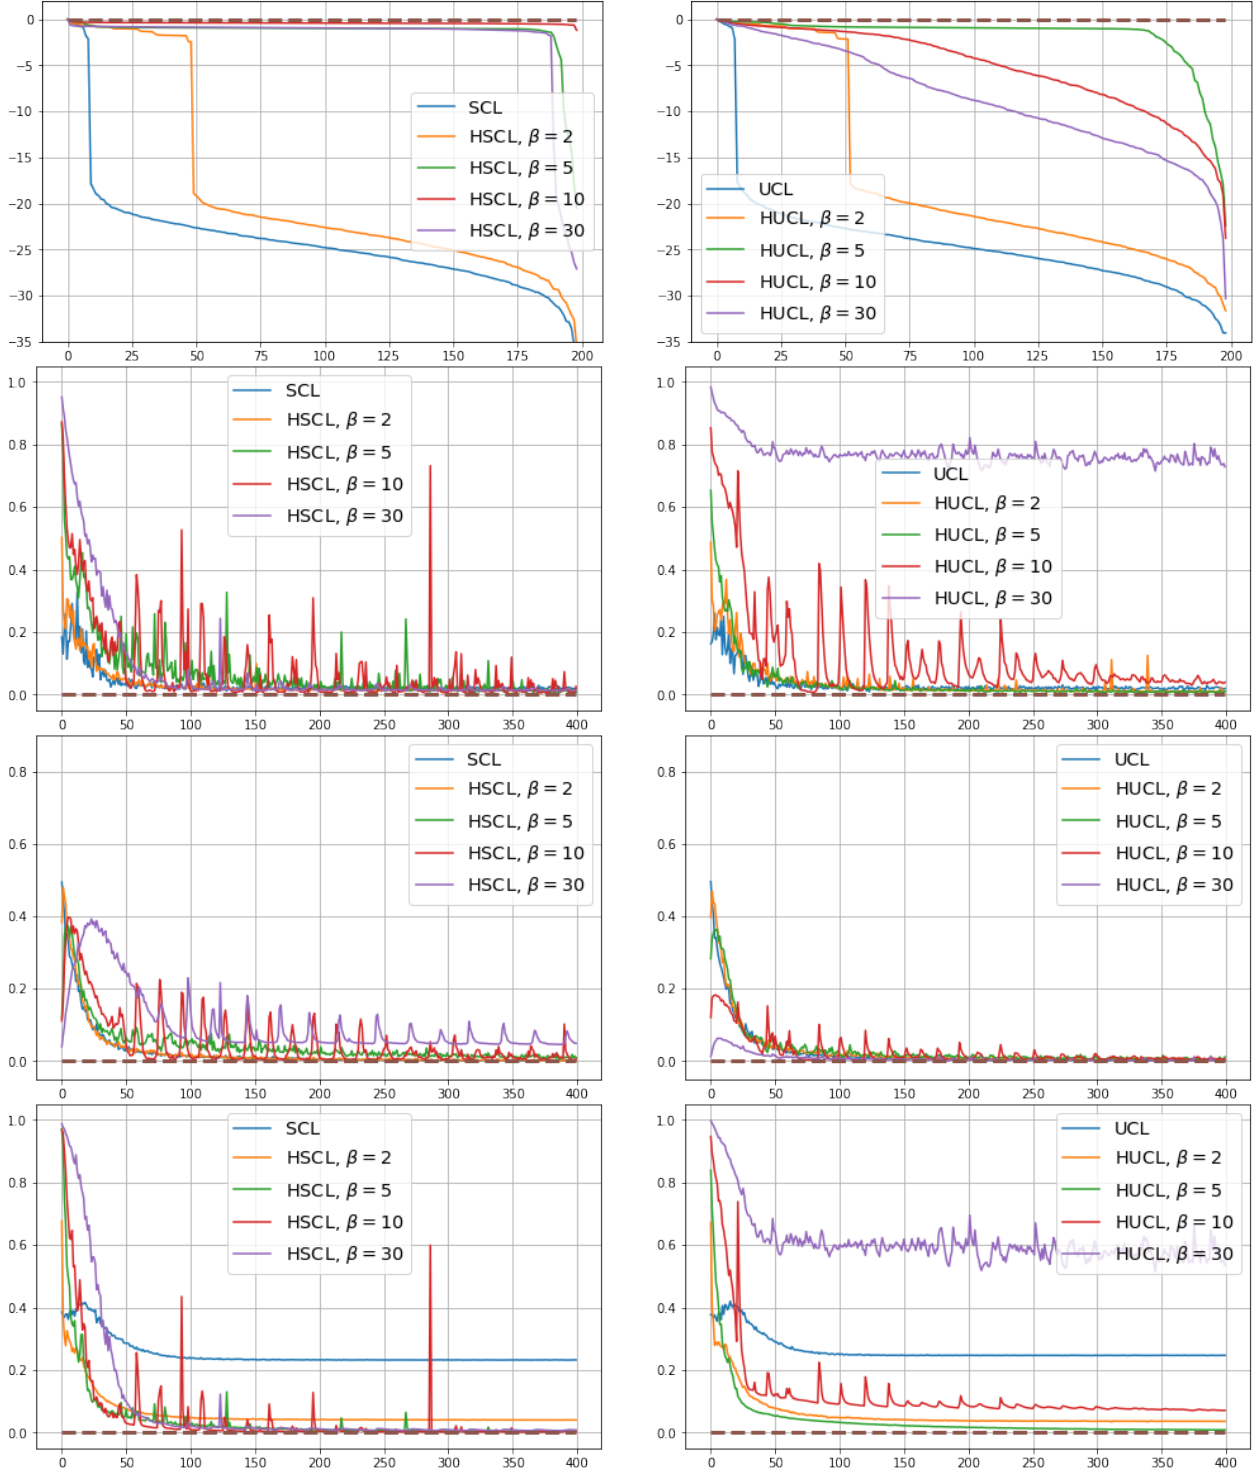 0
−5
−10
−15
−20
−25
−30
−35
0 25 50 75 100 125 150 175 200
SCL
HSCL, β = 2
HSCL, β = 5
HSCL, β = 10
HSCL, β = 30
0
−5
−10
−15
−20
−25
−30
−35
0 25 50 75 100 125 150 175 200
UCL
HUCL, β = 2
HUCL, β = 5
HUCL, β = 10
HUCL, β = 30
1.0
0.8
0.6
0.4
0.2
0.0
0 50 100 150 200 250 300 350 400
SCL
HSCL, β = 2
HSCL, β = 5
HSCL, β = 10
HSCL, β = 30
1.0
0.8
0.6
0.4
0.2
0.0
0 50 100 150 200 250 300 350 400
UCL
HUCL, β = 2
HUCL, β = 5
HUCL, β = 10
HUCL, β = 30
0.8
0.6
0.4
0.2
0.0
0 50 100 150 200 250 300 350 400
SCL
HSCL, β = 2
HSCL, β = 5
HSCL, β = 10
HSCL, β = 30
0.8
0.6
0.4
0.2
0.0
0 50 100 150 200 250 300 350 400
UCL
HUCL, β = 2
HUCL, β = 5
HUCL, β = 10
HUCL, β = 30
1.0
0.8
0.6
0.4
0.2
0.0
0 50 100 150 200 250 300 350 400
SCL
HSCL, β = 2
HSCL, β = 5
HSCL, β = 10
HSCL, β = 30
1.0
0.8
0.6
0.4
0.2
0.0
0 50 100 150 200 250 300 350 400
UCL
HUCL, β = 2
HUCL, β = 5
HUCL, β = 10
HUCL, β = 30